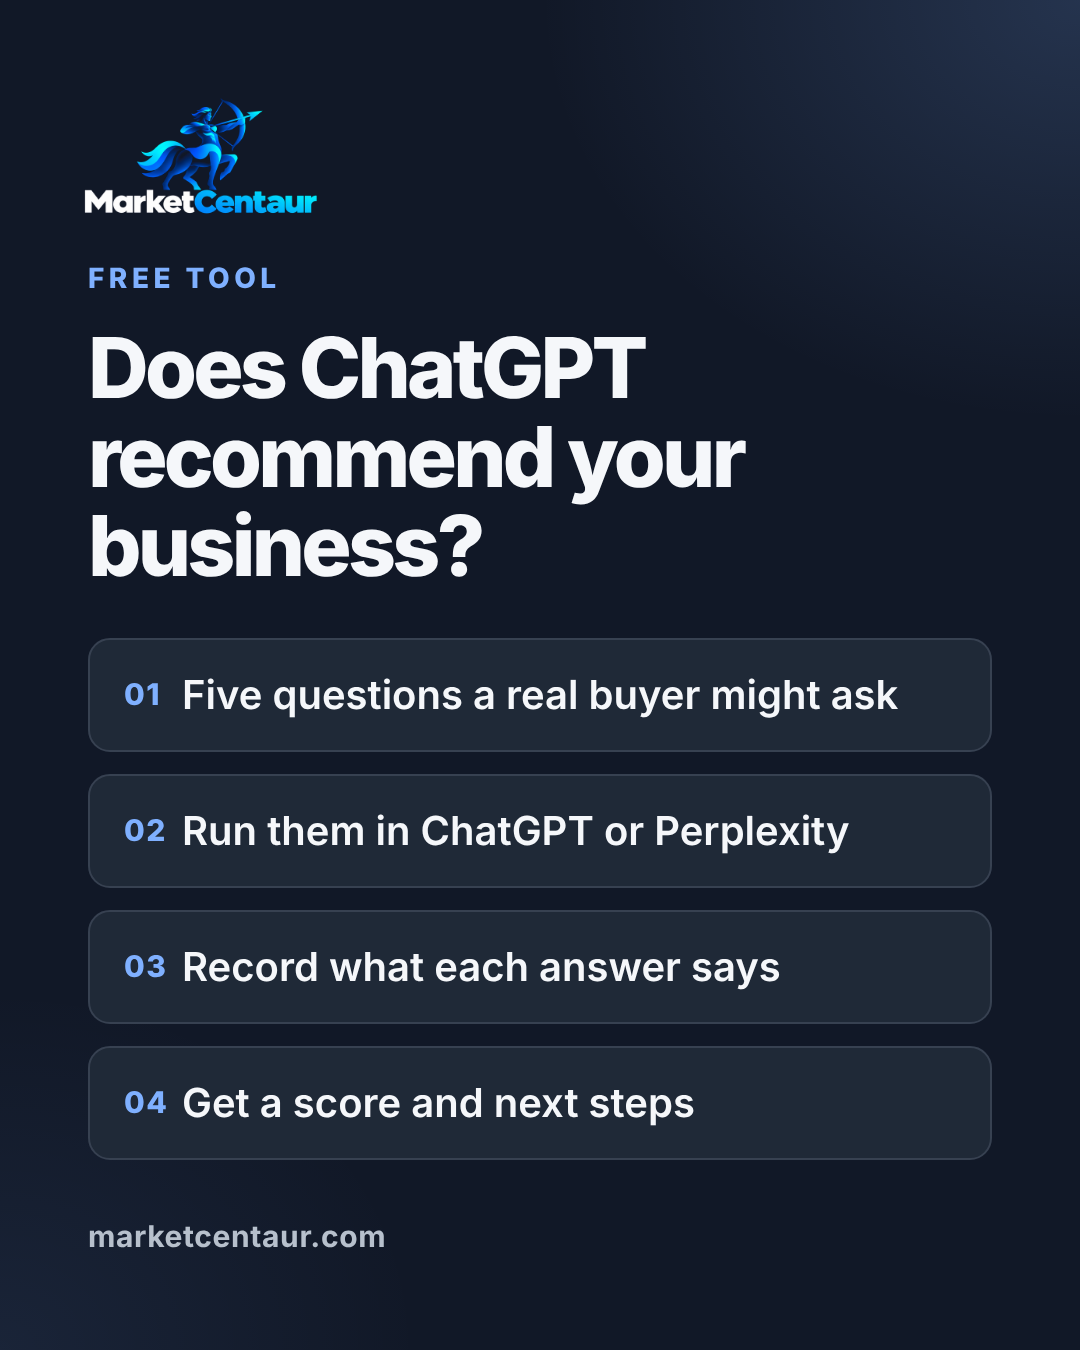 MarketCentaur
FREE TOOL
Does ChatGPT
recommend your
business?
01 Five questions a real buyer might ask
02 Run them in ChatGPT or Perplexity
03 Record what each answer says
04 Get a score and next steps
marketcentaur.com